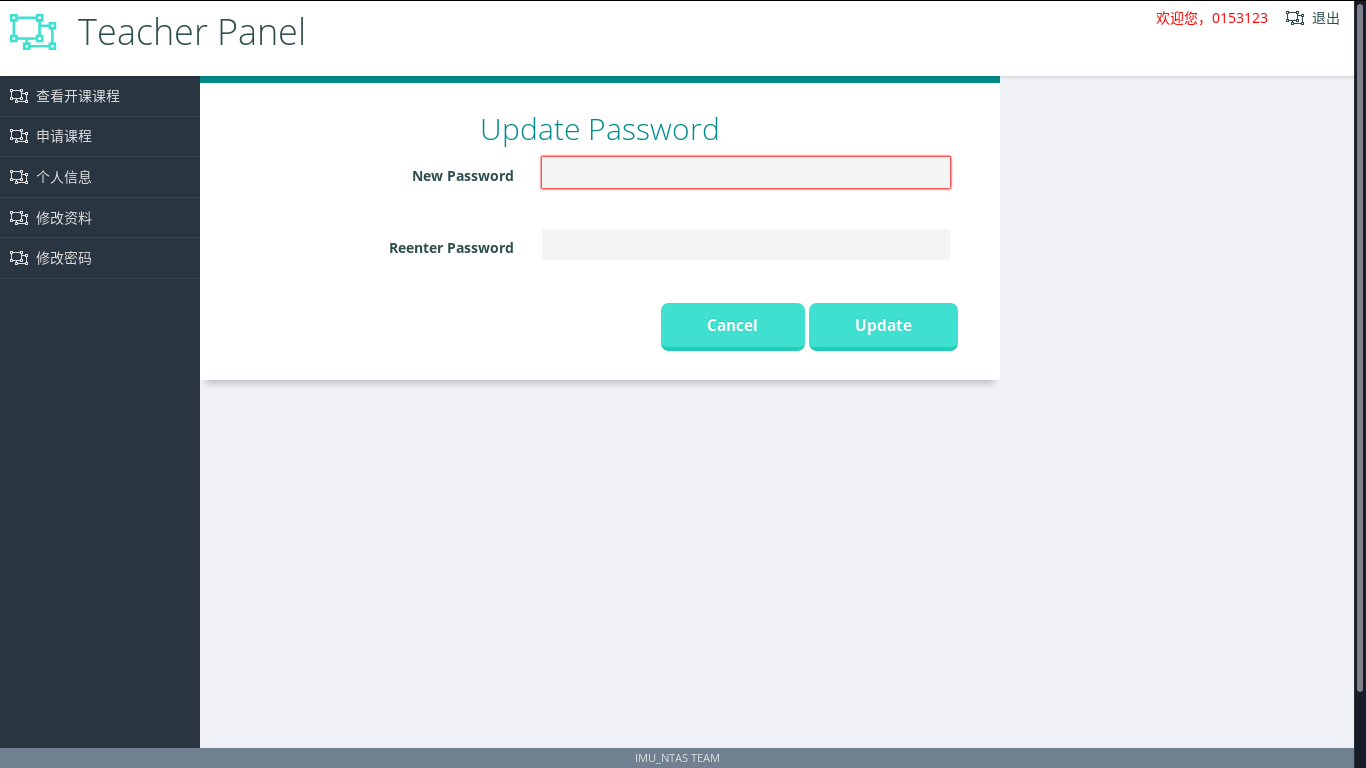 Teacher Panel
欢迎您，0153123
退出
查看开课课程
申请课程
个人信息
修改资料
修改密码
Update Password
New Password
Reenter Password
Cancel
Update
IMU_NTAS TEAM